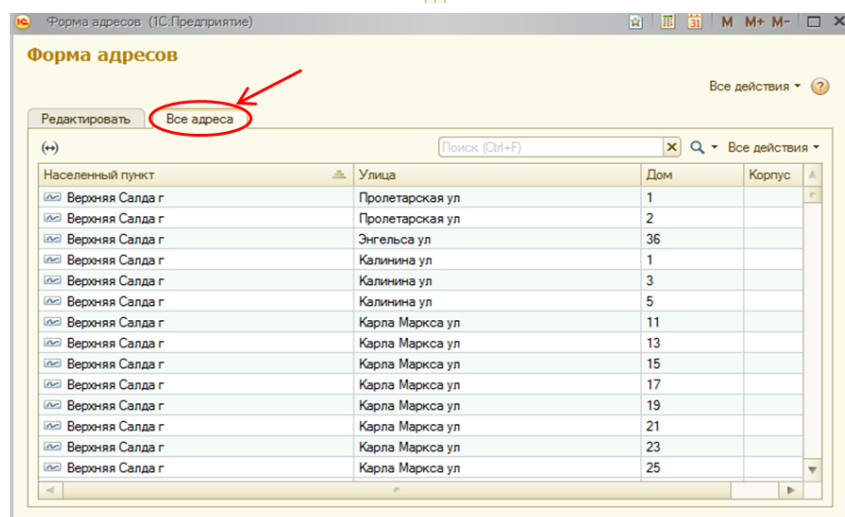 Форма адресов (1С:Предприятие)
31 M M+ M-
Форма адресов
Все действия
Редактировать Все адреса
Поиск (Ctrl+F) Все действия
Населенный пункт Улица Дом Корпус
Верхняя Салда г Пролетарская ул 1
Верхняя Салда г Пролетарская ул 2
Верхняя Салда г Энгельса ул 36
Верхняя Салда г Калинина ул 1
Верхняя Салда г Калинина ул 3
Верхняя Салда г Калинина ул 5
Верхняя Салда г Карла Маркса ул 11
Верхняя Салда г Карла Маркса ул 13
Верхняя Салда г Карла Маркса ул 15
Верхняя Салда г Карла Маркса ул 17
Верхняя Салда г Карла Маркса ул 19
Верхняя Салда г Карла Маркса ул 21
Верхняя Салда г Карла Маркса ул 23
Верхняя Салда г Карла Маркса ул 25